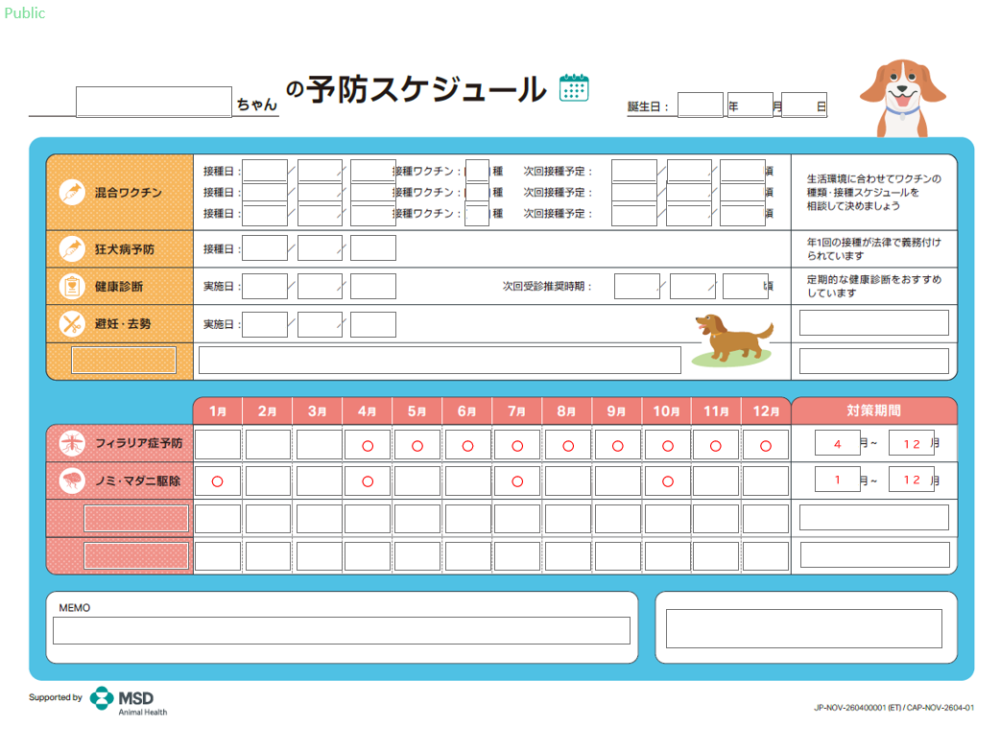 Public
ちゃん の予防スケジュール
誕生日： 年 月 日
混合ワクチン
接種日： / / 接種ワクチン： 種 次回接種予定： / / 頃
接種日： / / 接種ワクチン： 種 次回接種予定： / / 頃
接種日： / / 接種ワクチン： 種 次回接種予定： / / 頃
生活環境に合わせてワクチンの
種類・接種スケジュールを
相談して決めましょう
狂犬病予防
接種日： / /
年1回の接種が法律で義務付け
られています
健康診断
実施日： / / 次回受診推奨時期： / / 頃
定期的な健康診断をおすすめ
しています
避妊・去勢
実施日： / /
1月 2月 3月 4月 5月 6月 7月 8月 9月 10月 11月 12月 対策期間
フィラリア症予防 ○ ○ ○ ○ ○ ○ ○ ○ ○ 4 月~ 12 月
ノミ・マダニ駆除 ○ ○ ○ ○ 1 月~ 12 月
MEMO
Supported by MSD
Animal Health
JP-NOV-260400001 (ET) / CAP-NOV-2604-01